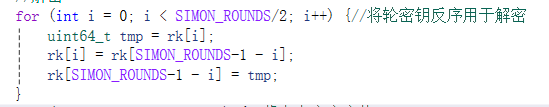 for (int i = 0; i < SIMON_ROUNDS/2; i++) {//将轮密钥反序用于解密
uint64_t tmp = rk[i];
rk[i] = rk[SIMON_ROUNDS-1 - i];
rk[SIMON_ROUNDS-1 - i] = tmp;
}